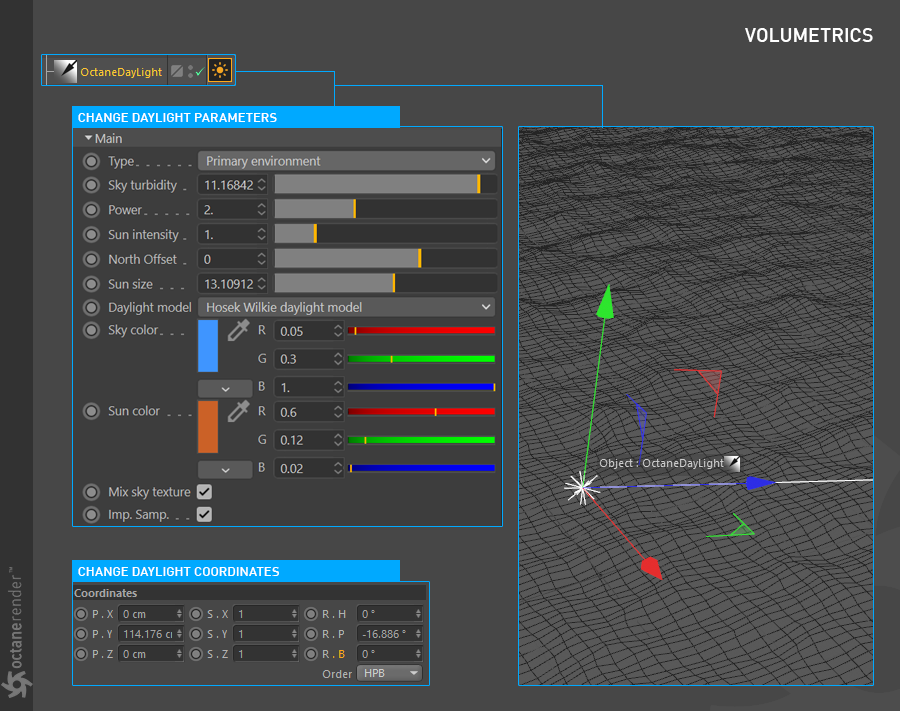 VOLUMETRICS
OctaneDayLight
CHANGE DAYLIGHT PARAMETERS
Main
Type. . . . . . Primary environment
Sky turbidity . 11.16842
Power. . . . . 2.
Sun intensity . 1.
North Offset . 0
Sun size . . . 13.10912
Daylight model Hosek Wilkie daylight model
Sky color. . . R 0.05
G 0.3
B 1.
Sun color . . . R 0.6
G 0.12
B 0.02
Mix sky texture
Imp. Samp. . .
Object : OctaneDayLight
CHANGE DAYLIGHT COORDINATES
Coordinates
P . X 0 cm S . X 1 R . H 0 °
P . Y 114.176 c S . Y 1 R . P -16.886 °
P . Z 0 cm S . Z 1 R . B 0 °
Order HPB
octanerender™